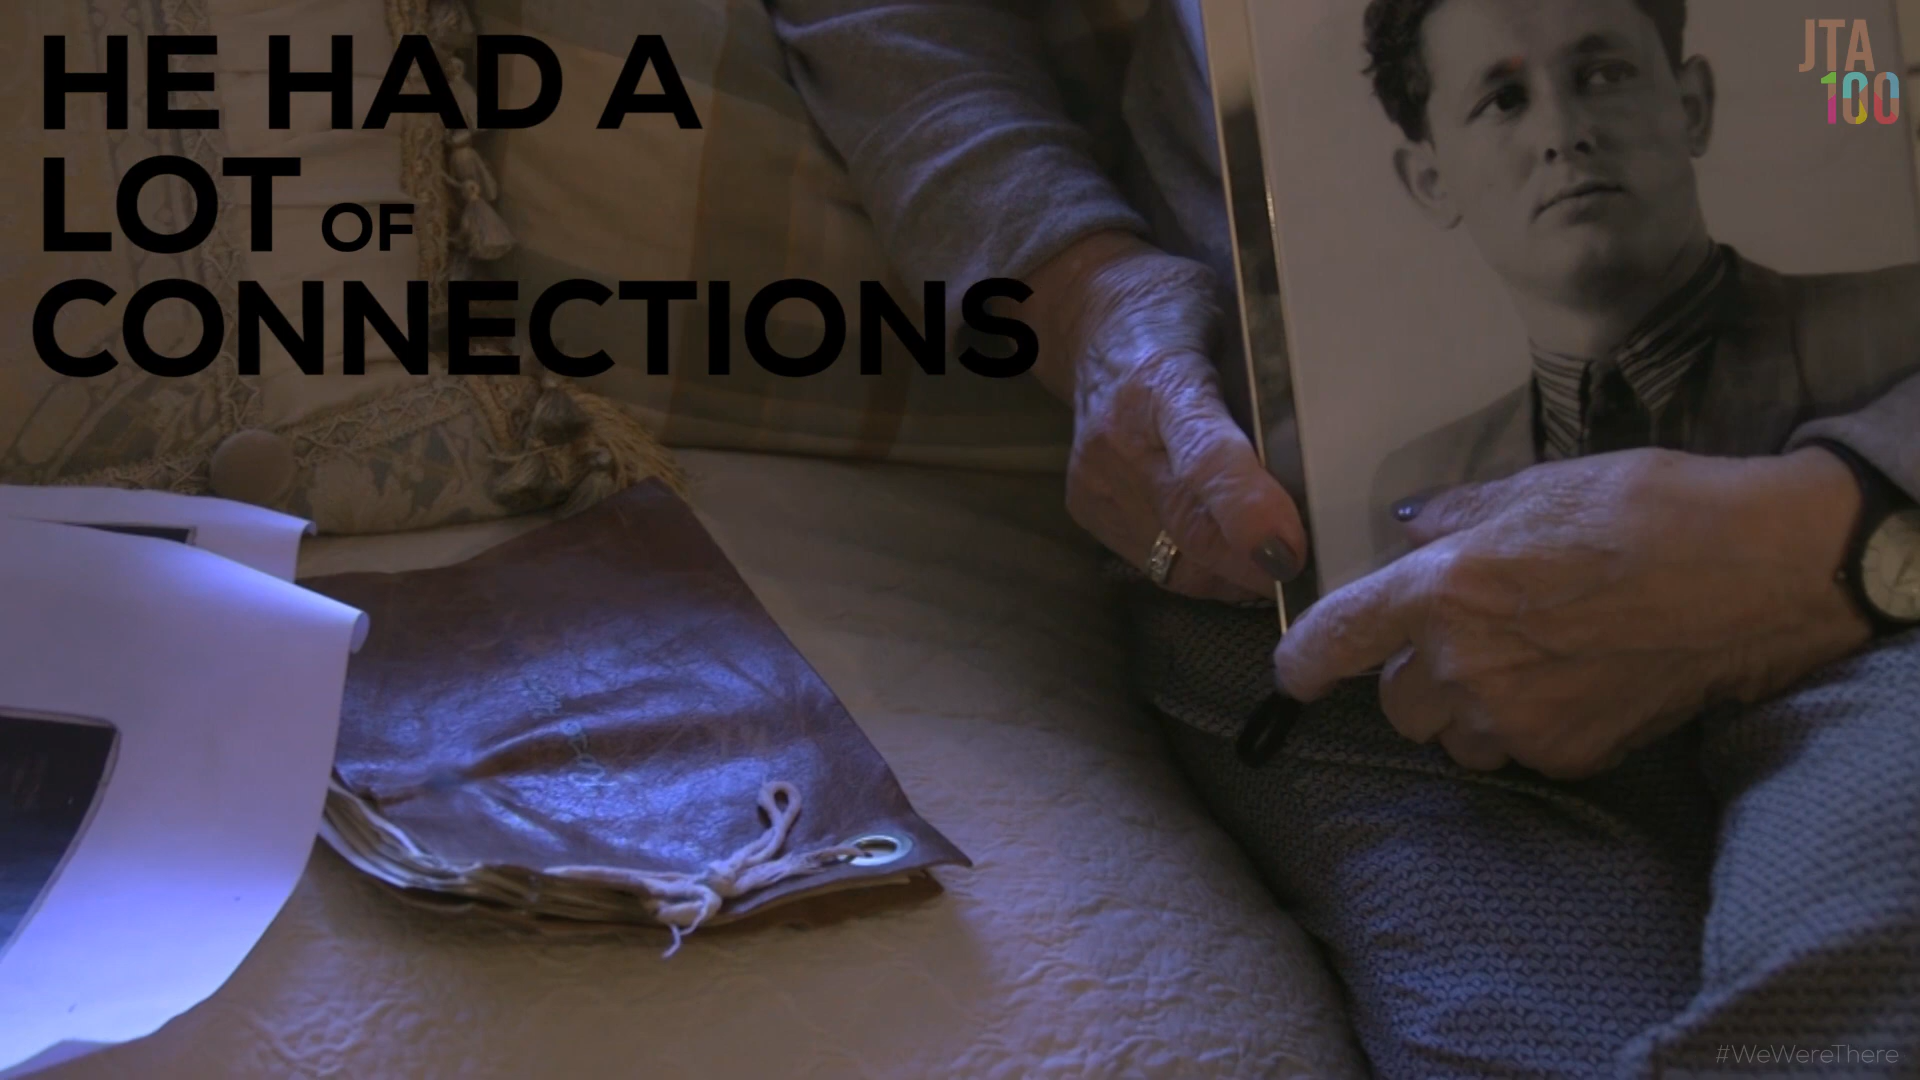 HE HAD A
LOT OF
CONNECTIONS
JTA
100
#WeWereThere